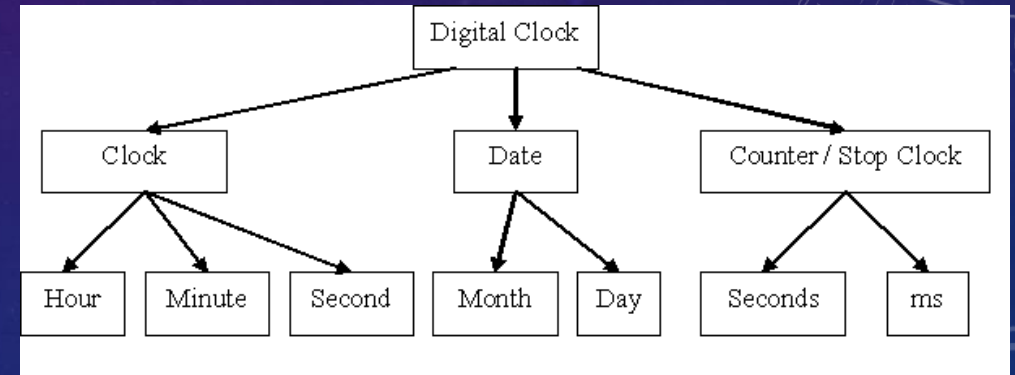 Digital Clock
Clock
Date
Counter / Stop Clock
Hour
Minute
Second
Month
Day
Seconds
ms